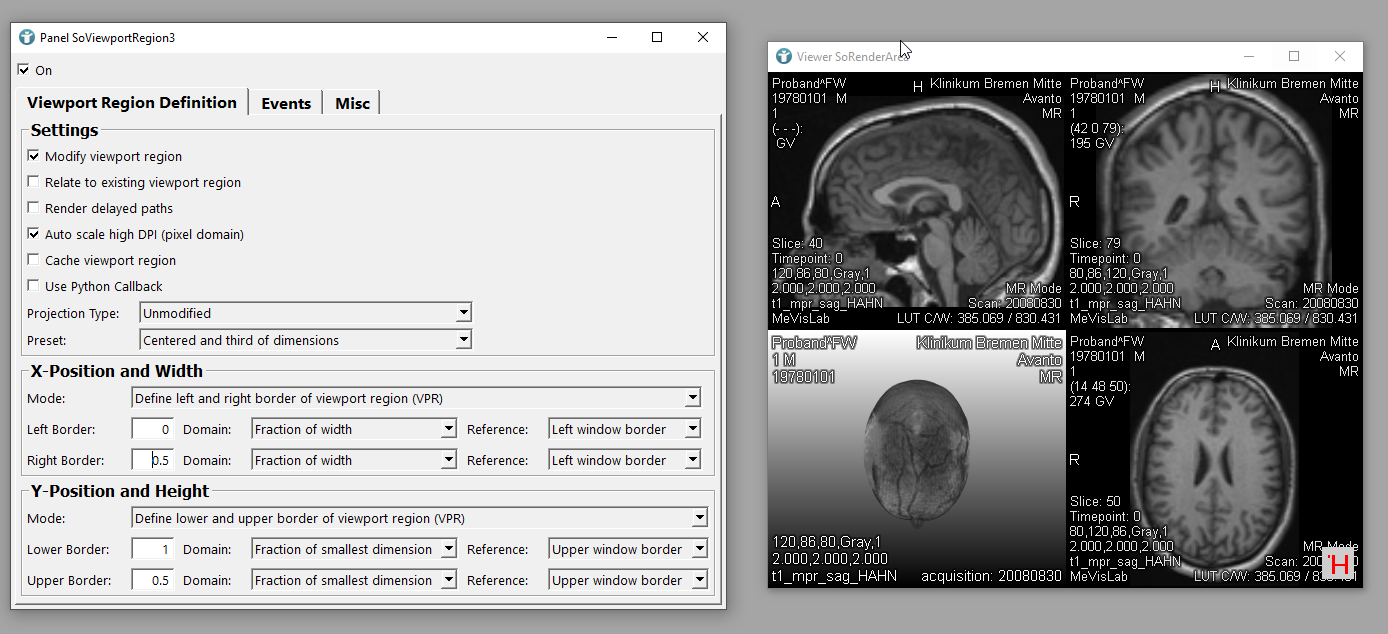 Panel SoViewportRegion3
On
Viewport Region Definition Events Misc
Settings
Modify viewport region
Relate to existing viewport region
Render delayed paths
Auto scale high DPI (pixel domain)
Cache viewport region
Use Python Callback
Projection Type: Unmodified
Preset: Centered and third of dimensions
X-Position and Width
Mode: Define left and right border of viewport region (VPR)
Left Border: 0 Domain: Fraction of width Reference: Left window border
Right Border: 0.5 Domain: Fraction of width Reference: Left window border
Y-Position and Height
Mode: Define lower and upper border of viewport region (VPR)
Lower Border: 1 Domain: Fraction of smallest dimension Reference: Upper window border
Upper Border: 0.5 Domain: Fraction of smallest dimension Reference: Upper window border
Viewer SoRenderArea
Proband^FW H Klinikum Bremen Mitte
19780101 M Avanto
1 MR
(- - -):
GV
A
Slice: 40
Timepoint: 0
120,86,80,Gray,1
2.000,2.000,2.000 MR Mode
t1_mpr_sag_HAHN Scan: 20080830
MeVisLab LUT C/W: 385.069 / 830.431
Proband^FW H Klinikum Bremen Mitte
19780101 M Avanto
1 MR
(42 0 79):
195 GV
R
Slice: 79
Timepoint: 0
80,86,120,Gray,1
2.000,2.000,2.000 MR Mode
t1_mpr_sag_HAHN Scan: 20080830
MeVisLab LUT C/W: 385.069 / 830.431
Proband^FW Klinikum Bremen Mitte
1 M Avanto
19780101 MR
120,86,80,Gray,1
2.000,2.000,2.000
t1_mpr_sag_HAHN acquisition: 20080830
Proband^FW A Klinikum Bremen Mitte
19780101 M Avanto
1 MR
(14 48 50):
274 GV
R
Slice: 50
Timepoint: 0
80,120,86,Gray,1
2.000,2.000,2.000 MR Mode
t1_mpr_sag_HAHN Scan: 20080830
MeVisLab LUT C/W: 385.069 / 830.431
H